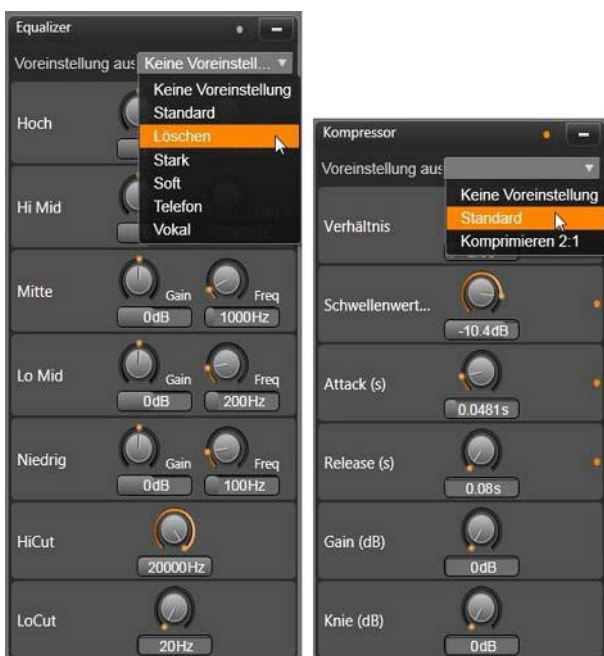 Equalizer
Voreinstellung aus Keine Voreinstell...
Keine Voreinstellung
Standard
Löschen
Stark
Soft
Telefon
Vokal
Hoch
Hi Mid
Mitte Gain Freq
0dB 1000Hz
Lo Mid Gain Freq
0dB 200Hz
Niedrig Gain Freq
0dB 100Hz
HiCut
20000Hz
LoCut
20Hz
Kompressor
Voreinstellung aus
Keine Voreinstellung
Standard
Komprimieren 2:1
Verhältnis
Schwellenwert...
-10.4dB
Attack (s)
0.0481s
Release (s)
0.08s
Gain (dB)
0dB
Knie (dB)
0dB